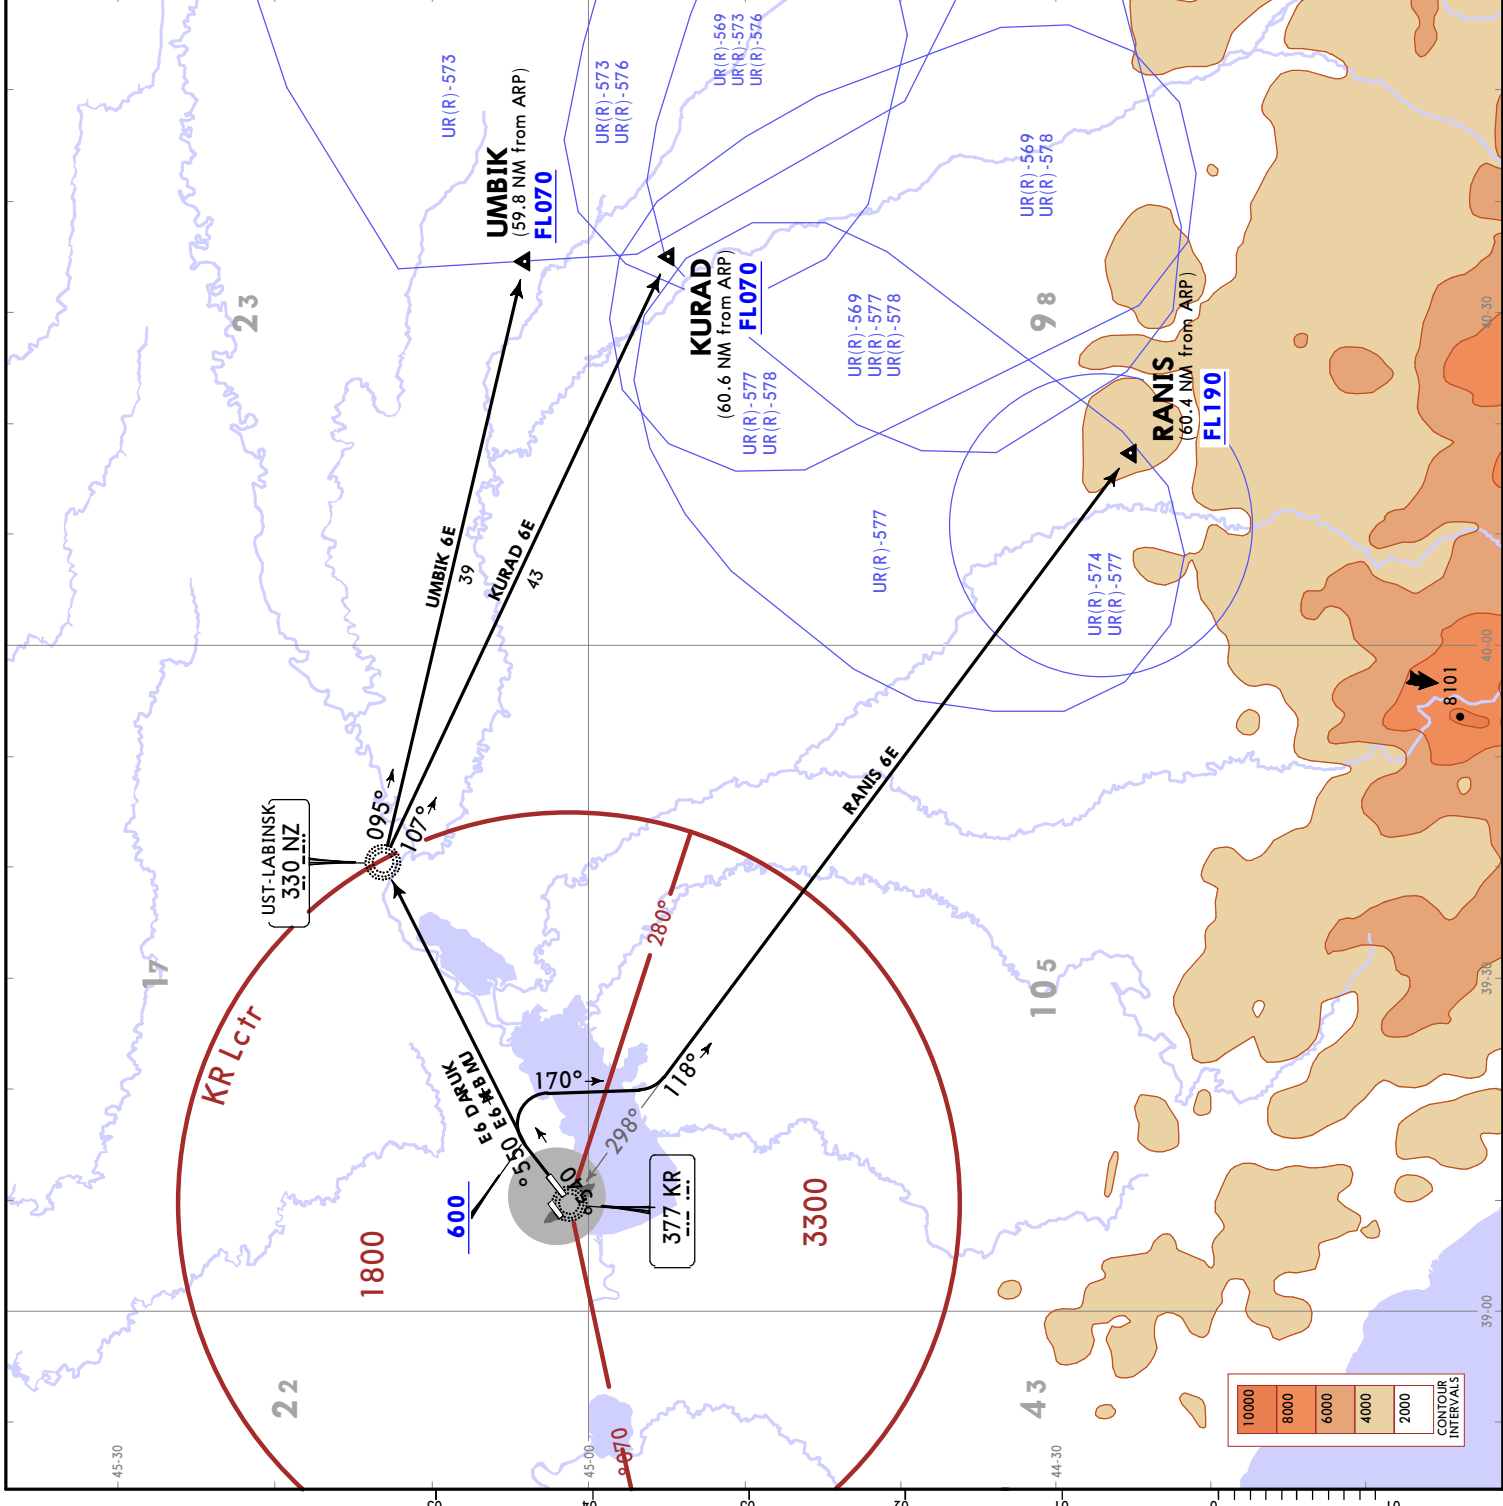 UR(R)-573
UR(R)-573
UR(R)-576
UR(R)-569
UR(R)-573
UR(R)-576
UMBIK
(59.8 NM from ARP)
FL070
KURAD
(60.6 NM from ARP)
FL070
UR(R)-569
UR(R)-578
UR(R)-569
UR(R)-577
UR(R)-578
UR(R)-577
UR(R)-578
RANIS
(60.4 NM from ARP)
FL190
23
98
40-30
UMBIK 6E
39
KURAD 6E
43
UR(R)-577
UR(R)-574
UR(R)-577
40-00
8101
RANIS 6E
UST-LABINSK
330 NZ
095°
107°
17
280°
105
39-30
KR Lctr
170°
118°
298°
055°
040°
600
377 KR
1800
3300
39-00
22
43
070°
45-30
45-00
44-30
10000
8000
6000
4000
2000
CONTOUR
INTERVALS